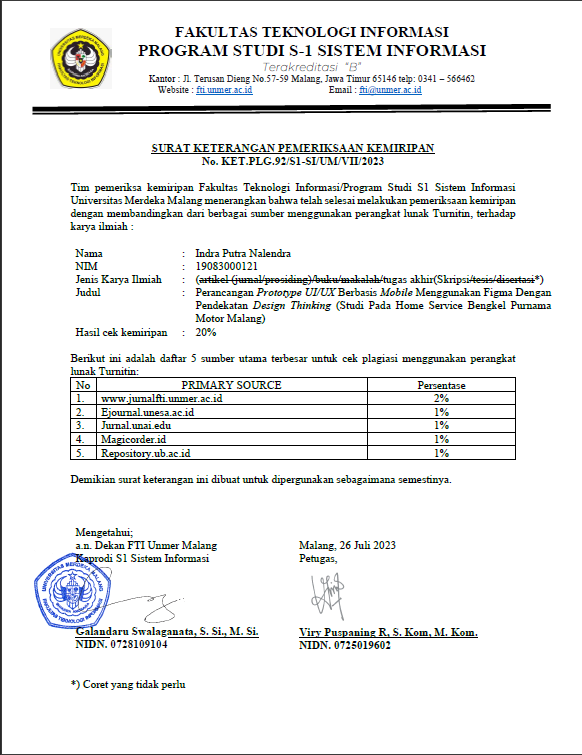 FAKULTAS TEKNOLOGI INFORMASI
PROGRAM STUDI S-1 SISTEM INFORMASI
Terakreditasi "B"
Kantor : Jl. Terusan Dieng No.57-59 Malang, Jawa Timur 65146 telp: 0341 – 566462
Website : fti.unmer.ac.id Email : fti@unmer.ac.id
SURAT KETERANGAN PEMERIKSAAN KEMIRIPAN
No. KET.PLG.92/S1-SI/UM/VII/2023
Tim pemeriksa kemiripan Fakultas Teknologi Informasi/Program Studi S1 Sistem Informasi
Universitas Merdeka Malang menerangkan bahwa telah selesai melakukan pemeriksaan kemiripan
dengan membandingkan dari berbagai sumber menggunakan perangkat lunak Turnitin, terhadap
karya ilmiah :
Nama : Indra Putra Nalendra
NIM : 19083000121
Jenis Karya Ilmiah : (artikel (jurnal/prosiding)/buku/makalah/tugas akhir(Skripsi/tesis/disertasi*)
Judul : Perancangan Prototype UI/UX Berbasis Mobile Menggunakan Figma Dengan
Pendekatan Design Thinking (Studi Pada Home Service Bengkel Purnama
Motor Malang)
Hasil cek kemiripan : 20%
Berikut ini adalah daftar 5 sumber utama terbesar untuk cek plagiasi menggunakan perangkat
lunak Turnitin:
No PRIMARY SOURCE Persentase
1. www.jurnalfti.unmer.ac.id 2%
2. Ejournal.unesa.ac.id 1%
3. Jurnal.unai.edu 1%
4. Magicorder.id 1%
5. Repository.ub.ac.id 1%
Demikian surat keterangan ini dibuat untuk dipergunakan sebagaimana semestinya.
Mengetahui;
a.n. Dekan FTI Unmer Malang Malang, 26 Juli 2023
Kaprodi S1 Sistem Informasi Petugas,
UNIVERSITAS MERDEKA MALANG
FAKULTAS TEKNOLOGI INFORMASI
Galandaru Swalaganata, S. Si., M. Si. Viry Puspaning R, S. Kom, M. Kom.
NIDN. 0728109104 NIDN. 0725019602
*) Coret yang tidak perlu